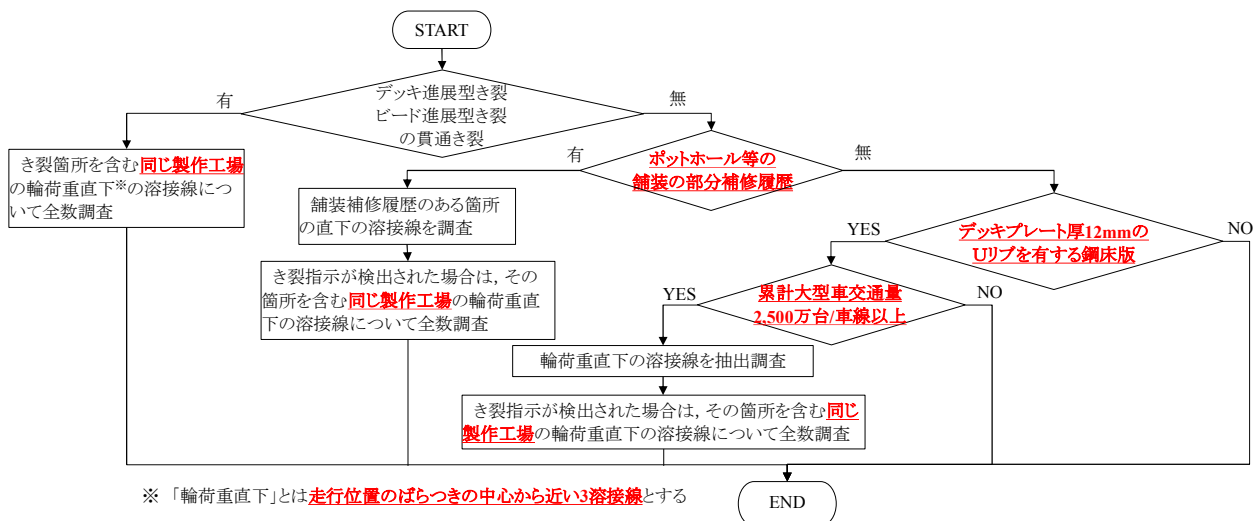 START
デッキ進展型き裂
ビード進展型き裂
の貫通き裂
有
無
き裂箇所を含む同じ製作工場
の輪荷重直下※の溶接線につ
いて全数調査
ポットホール等の
舗装の部分補修履歴
有
無
舗装補修履歴のある箇所
の直下の溶接線を調査
デッキプレート厚12mmの
Uリブを有する鋼床版
YES
NO
き裂指示が検出された場合は，その
箇所を含む同じ製作工場の輪荷重直
下の溶接線について全数調査
累計大型車交通量
2,500万台/車線以上
YES
NO
輪荷重直下の溶接線を抽出調査
き裂指示が検出された場合は，その箇所を含む同じ
製作工場の輪荷重直下の溶接線について全数調査
※ 「輪荷重直下」とは走行位置のばらつきの中心から近い3溶接線とする
END